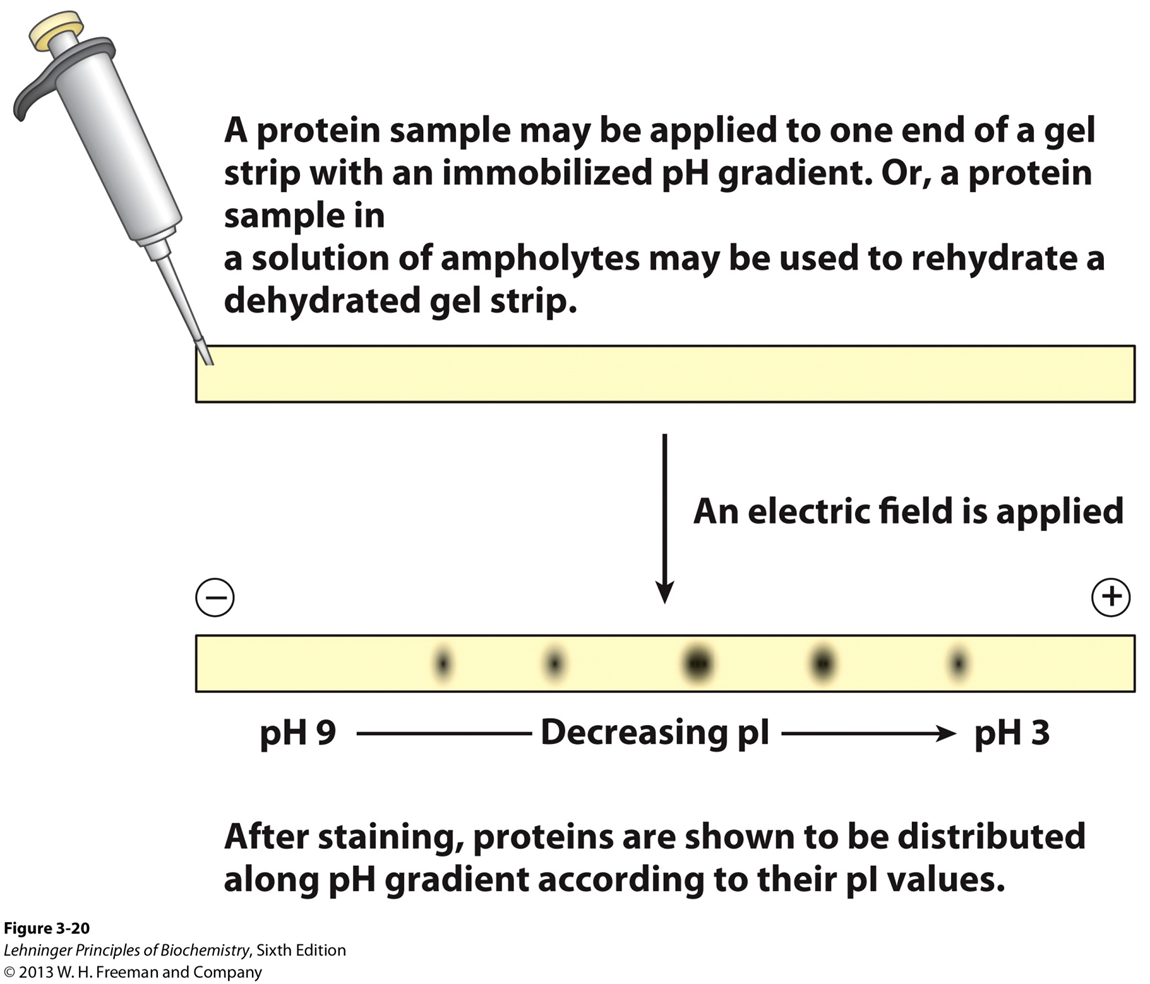 A protein sample may be applied to one end of a gel
strip with an immobilized pH gradient. Or, a protein
sample in
a solution of ampholytes may be used to rehydrate a
dehydrated gel strip.
An electric field is applied
− +
pH 9 Decreasing pI pH 3
After staining, proteins are shown to be distributed
along pH gradient according to their pI values.
Figure 3-20
Lehninger Principles of Biochemistry, Sixth Edition
© 2013 W. H. Freeman and Company